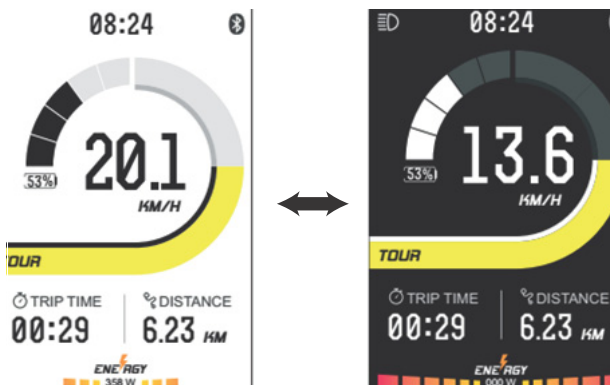 08:24
53%
20.1
KM/H
TOUR
TRIP TIME
DISTANCE
00:29
6.23 KM
ENERGY
358 W
08:24
53%
13.6
KM/H
TOUR
TRIP TIME
DISTANCE
00:29
6.23 KM
ENERGY
000 W